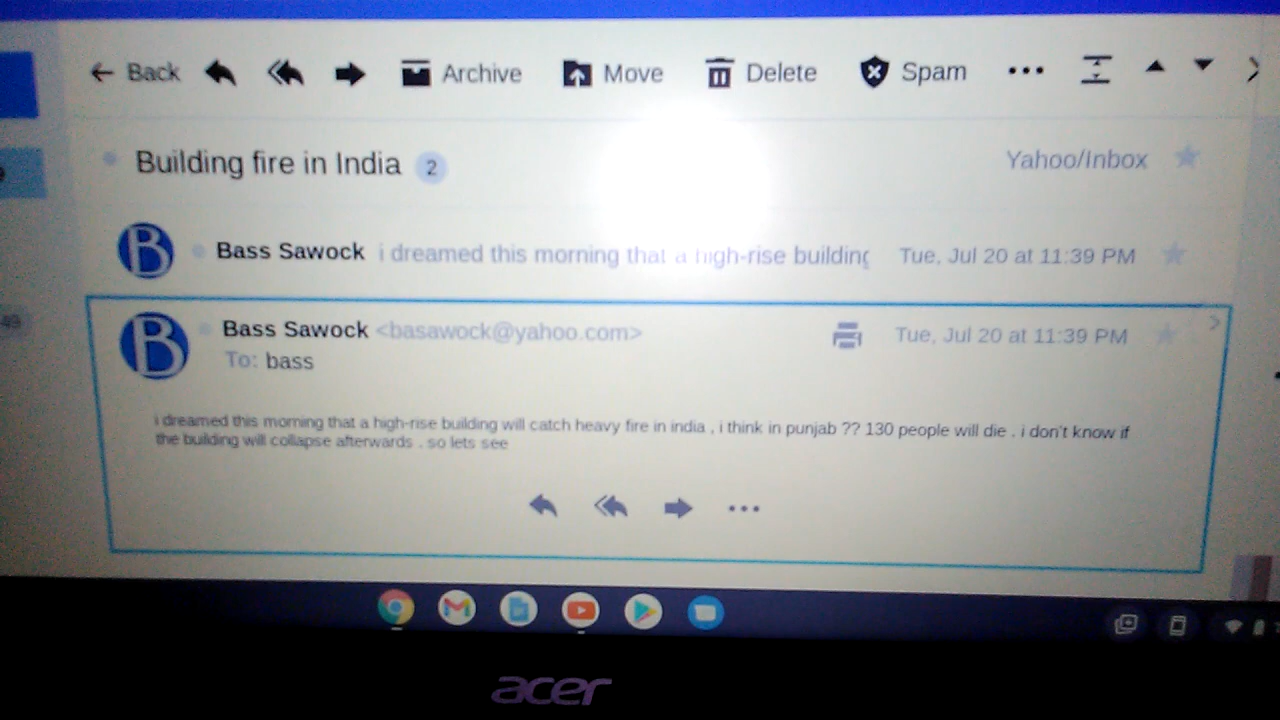 Back Archive Move Delete Spam
Building fire in India 2 Yahoo/Inbox
B Bass Sawock i dreamed this morning that a high-rise building Tue, Jul 20 at 11:39 PM
49
B Bass Sawock <basawock@yahoo.com> Tue, Jul 20 at 11:39 PM
To: bass
i dreamed this morning that a high-rise building will catch heavy fire in india , i think in punjab ?? 130 people will die . i don't know if
the building will collapse afterwards . so lets see
acer